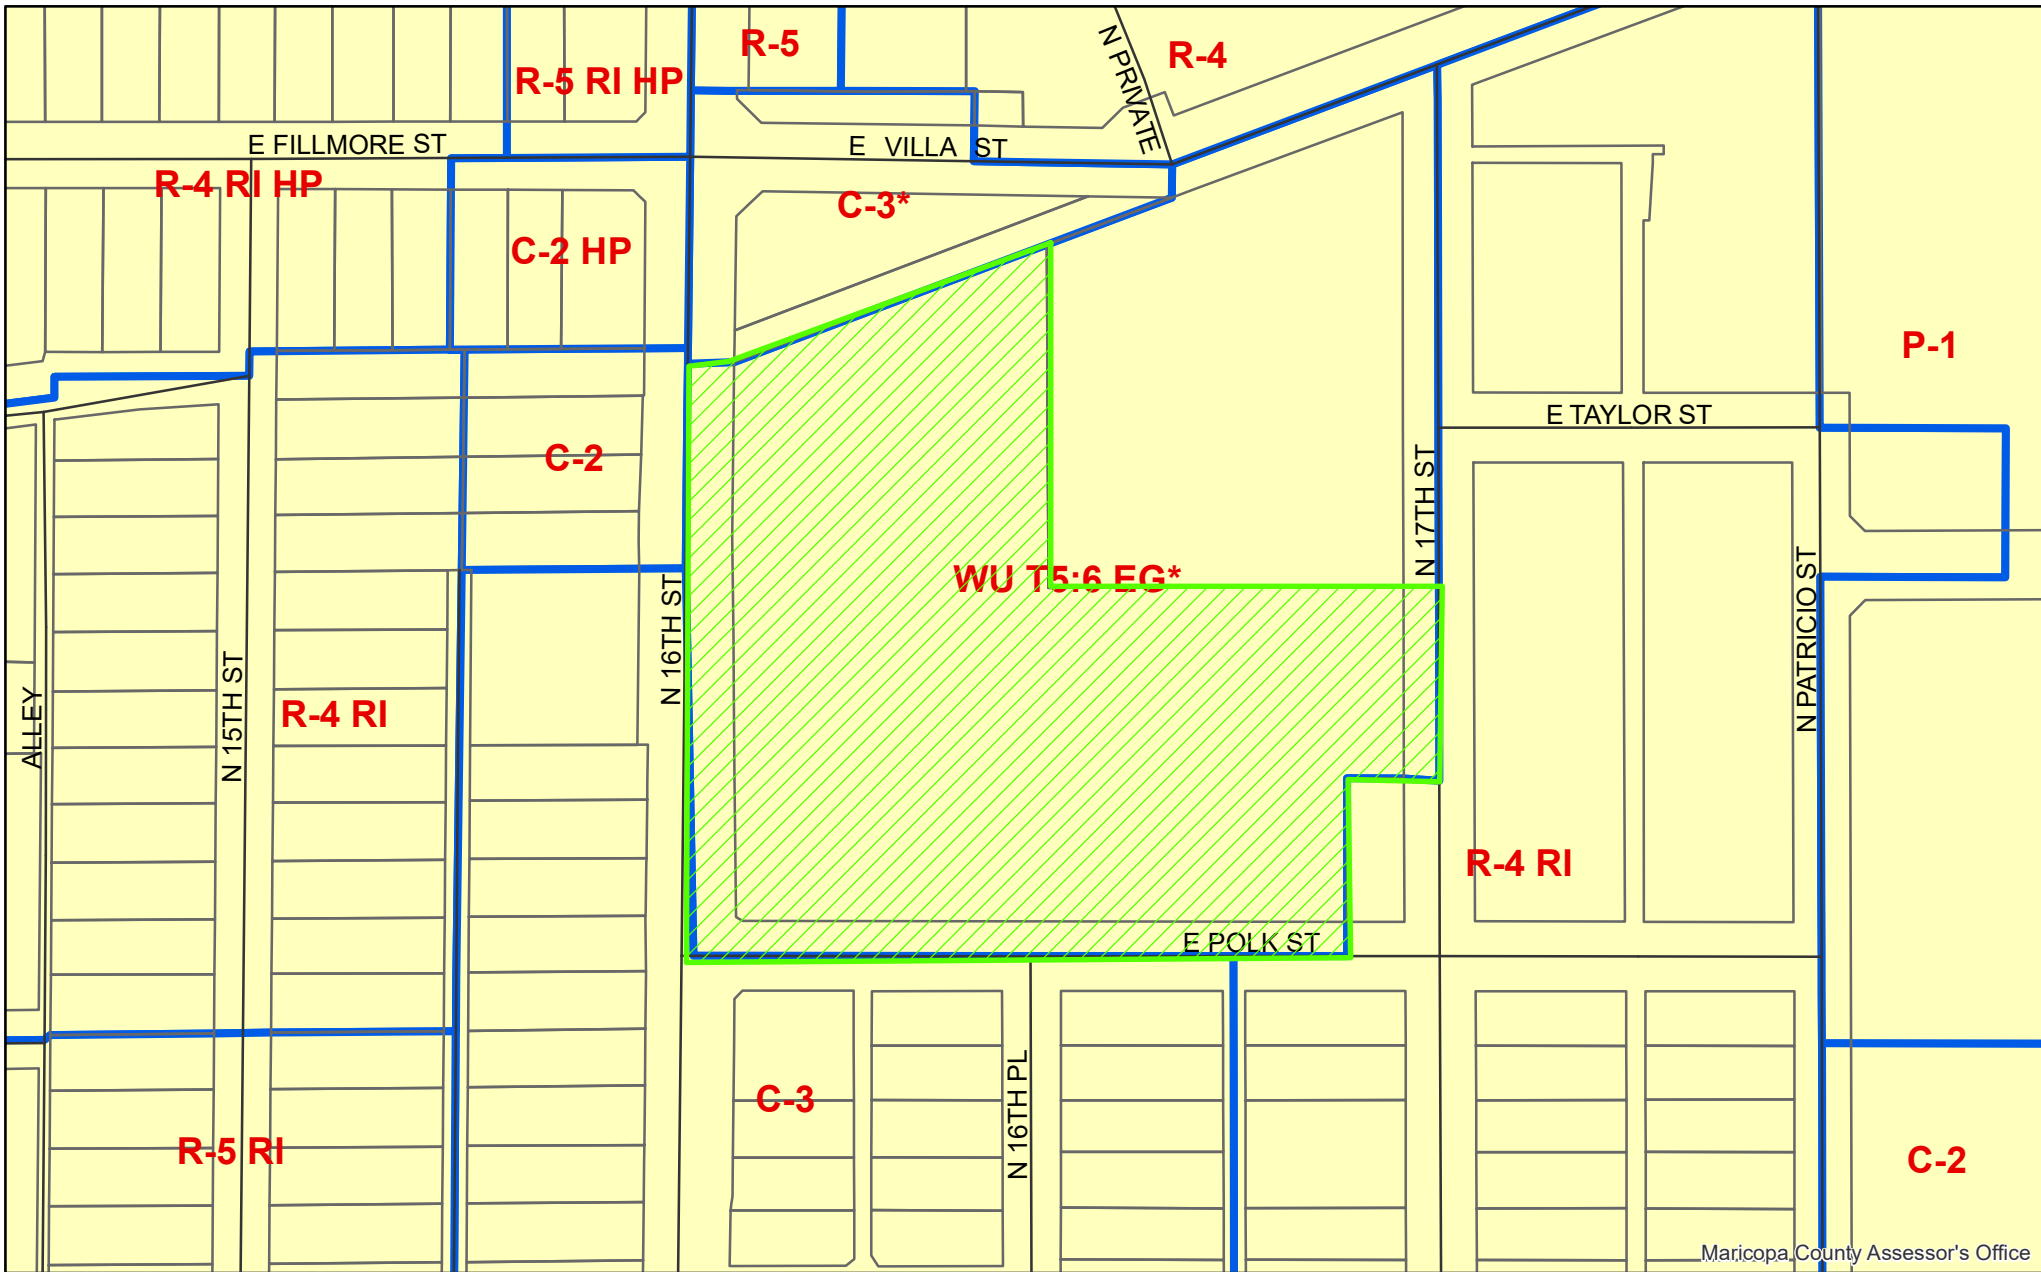 R-5
R-4
N PRIVATE
R-5 RI HP
E FILLMORE ST
E VILLA ST
R-4 RI HP
C-3*
C-2 HP
P-1
E TAYLOR ST
C-2
N 17TH ST
WU T5:6 EG*
N 16TH ST
N PATRICIO ST
ALLEY
N 15TH ST
R-4 RI
R-4 RI
E POLK ST
C-3
N 16TH PL
R-5 RI
C-2
Maricopa County Assessor's Office